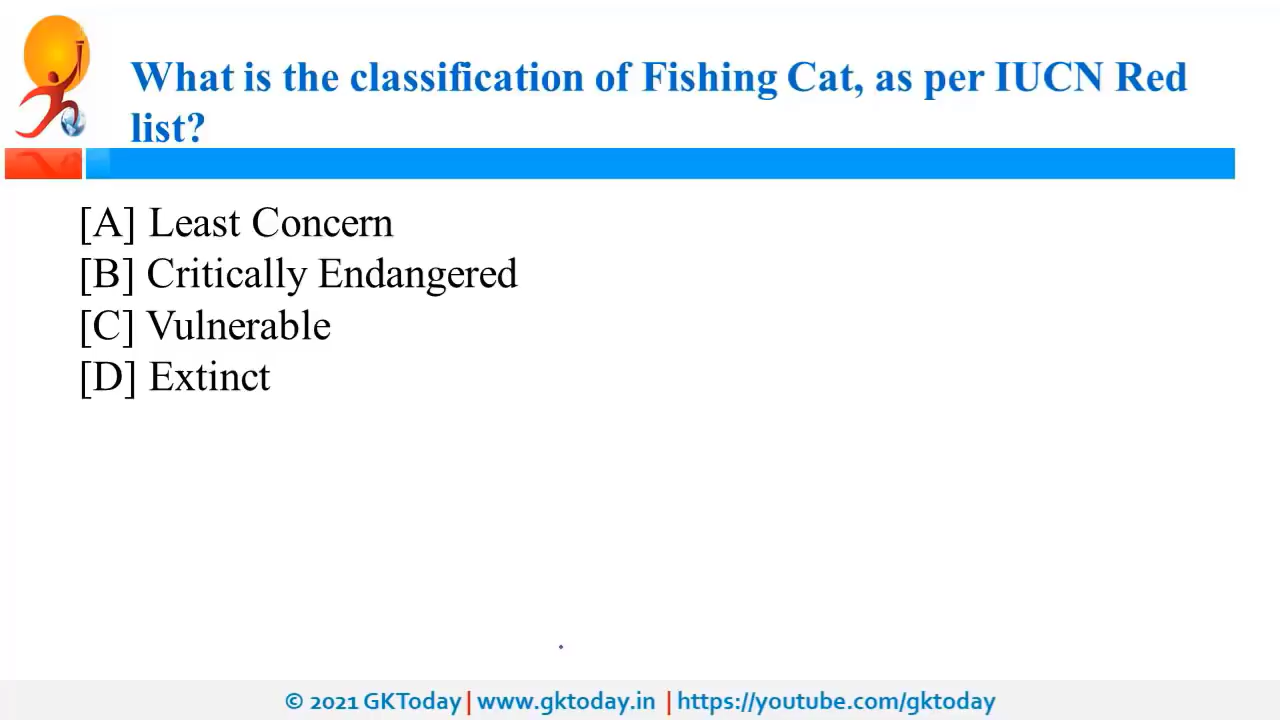 What is the classification of Fishing Cat, as per IUCN Red
list?
[A] Least Concern
[B] Critically Endangered
[C] Vulnerable
[D] Extinct
© 2021 GKToday | www.gktoday.in | https://youtube.com/gktoday